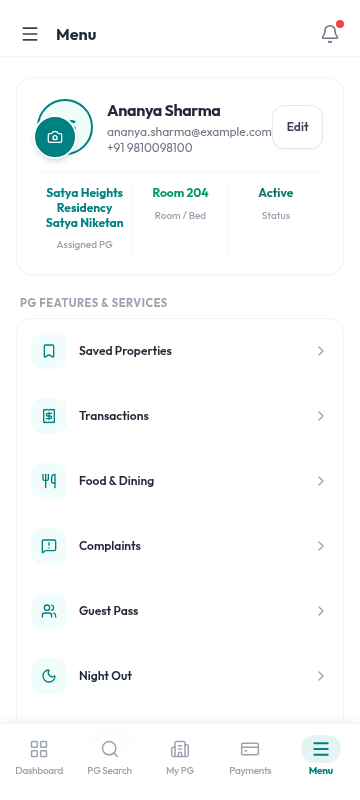 Menu
Ananya Sharma
ananya.sharma@example.com
+91 9810098100
Edit
Satya Heights
Residency
Satya Niketan
Assigned PG
Room 204
Room / Bed
Active
Status
PG FEATURES & SERVICES
Saved Properties
Transactions
Food & Dining
Complaints
Guest Pass
Night Out
Dashboard
PG Search
My PG
Payments
Menu